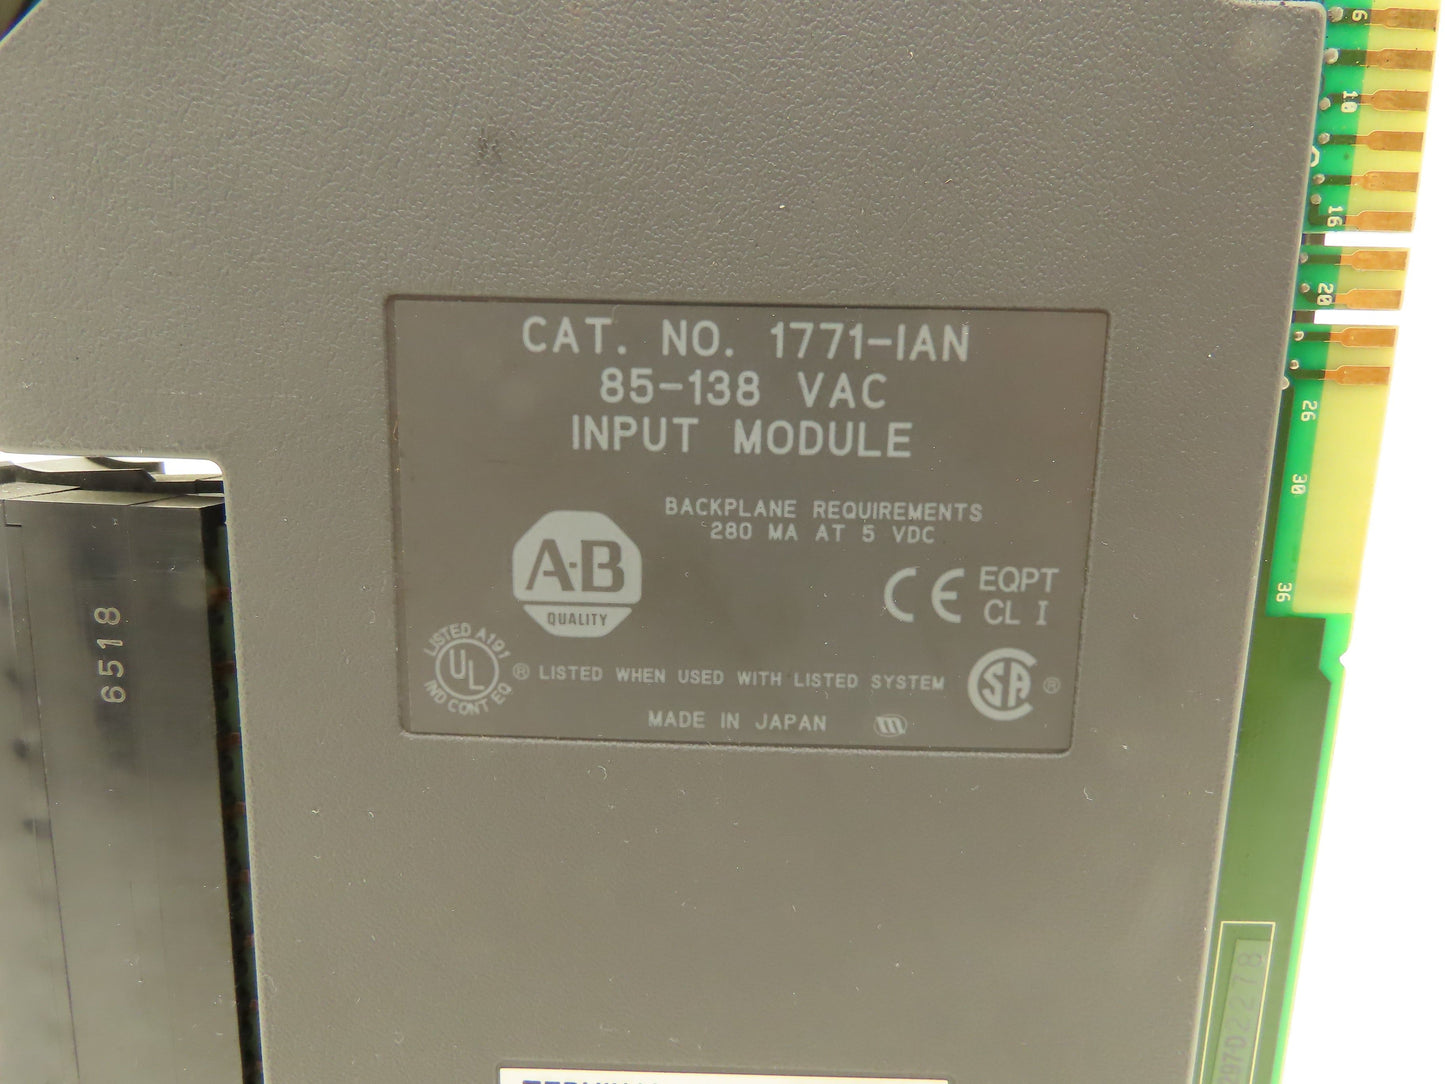 CAT. NO. 1771-IAN
85-138 VAC
INPUT MODULE
BACKPLANE REQUIREMENTS
280 MA AT 5 VDC
A-B
QUALITY
CE EQPT
CL I
LISTED A191
UL
IND CONT EQ
® LISTED WHEN USED WITH LISTED SYSTEM
SA ®
MADE IN JAPAN
6518
6
10
16
20
26
30
36